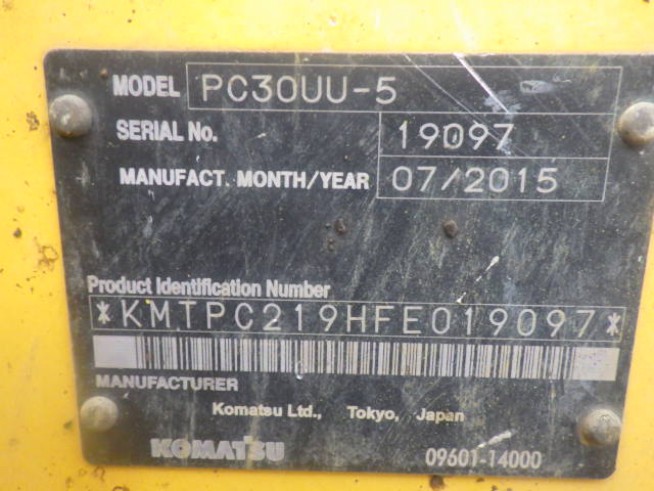 MODEL PC30UU-5
SERIAL No. 19097
MANUFACT. MONTH/YEAR 07/2015
Product Identification Number
*KMTPC219HFE019097*
MANUFACTURER
Komatsu Ltd., Tokyo, Japan
KOMATSU 09601-14000